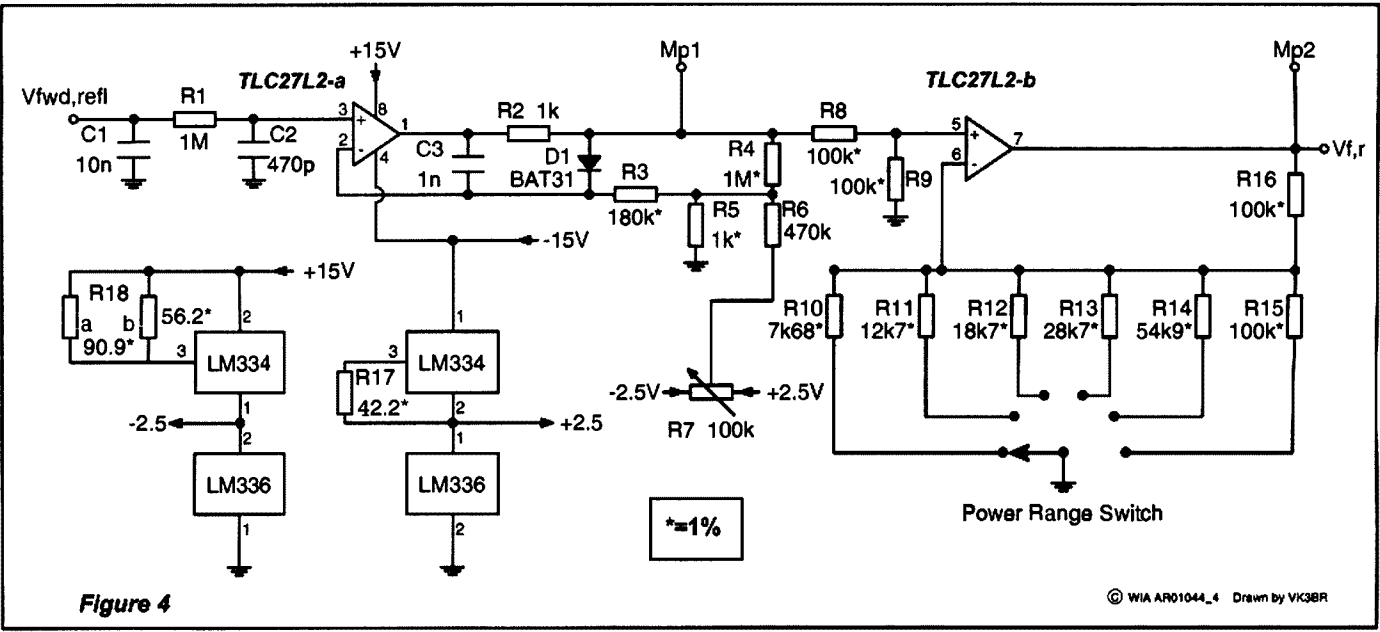 +15V
Mp1
Mp2
TLC27L2-a
TLC27L2-b
Vfwd,refl
R1
1M
C1
10n
C2
470p
3
+
2
-
8
4
1
R2 1k
C3
1n
D1
BAT31
R3
180k*
R4
1M*
R5
1k*
R6
470k
R8
100k*
100k*
R9
5
+
6
-
7
Vf,r
R16
100k*
-15V
+15V
R18
a
b
56.2*
90.9*
2
3
LM334
1
-2.5
2
LM336
1
1
3
LM334
R17
42.2*
2
+2.5
1
LM336
2
-2.5V
+2.5V
R7 100k
R10
7k68*
R11
12k7*
R12
18k7*
R13
28k7*
R14
54k9*
R15
100k*
Power Range Switch
*=1%
Figure 4
© WIA AR01044_4 Drawn by VK3BR